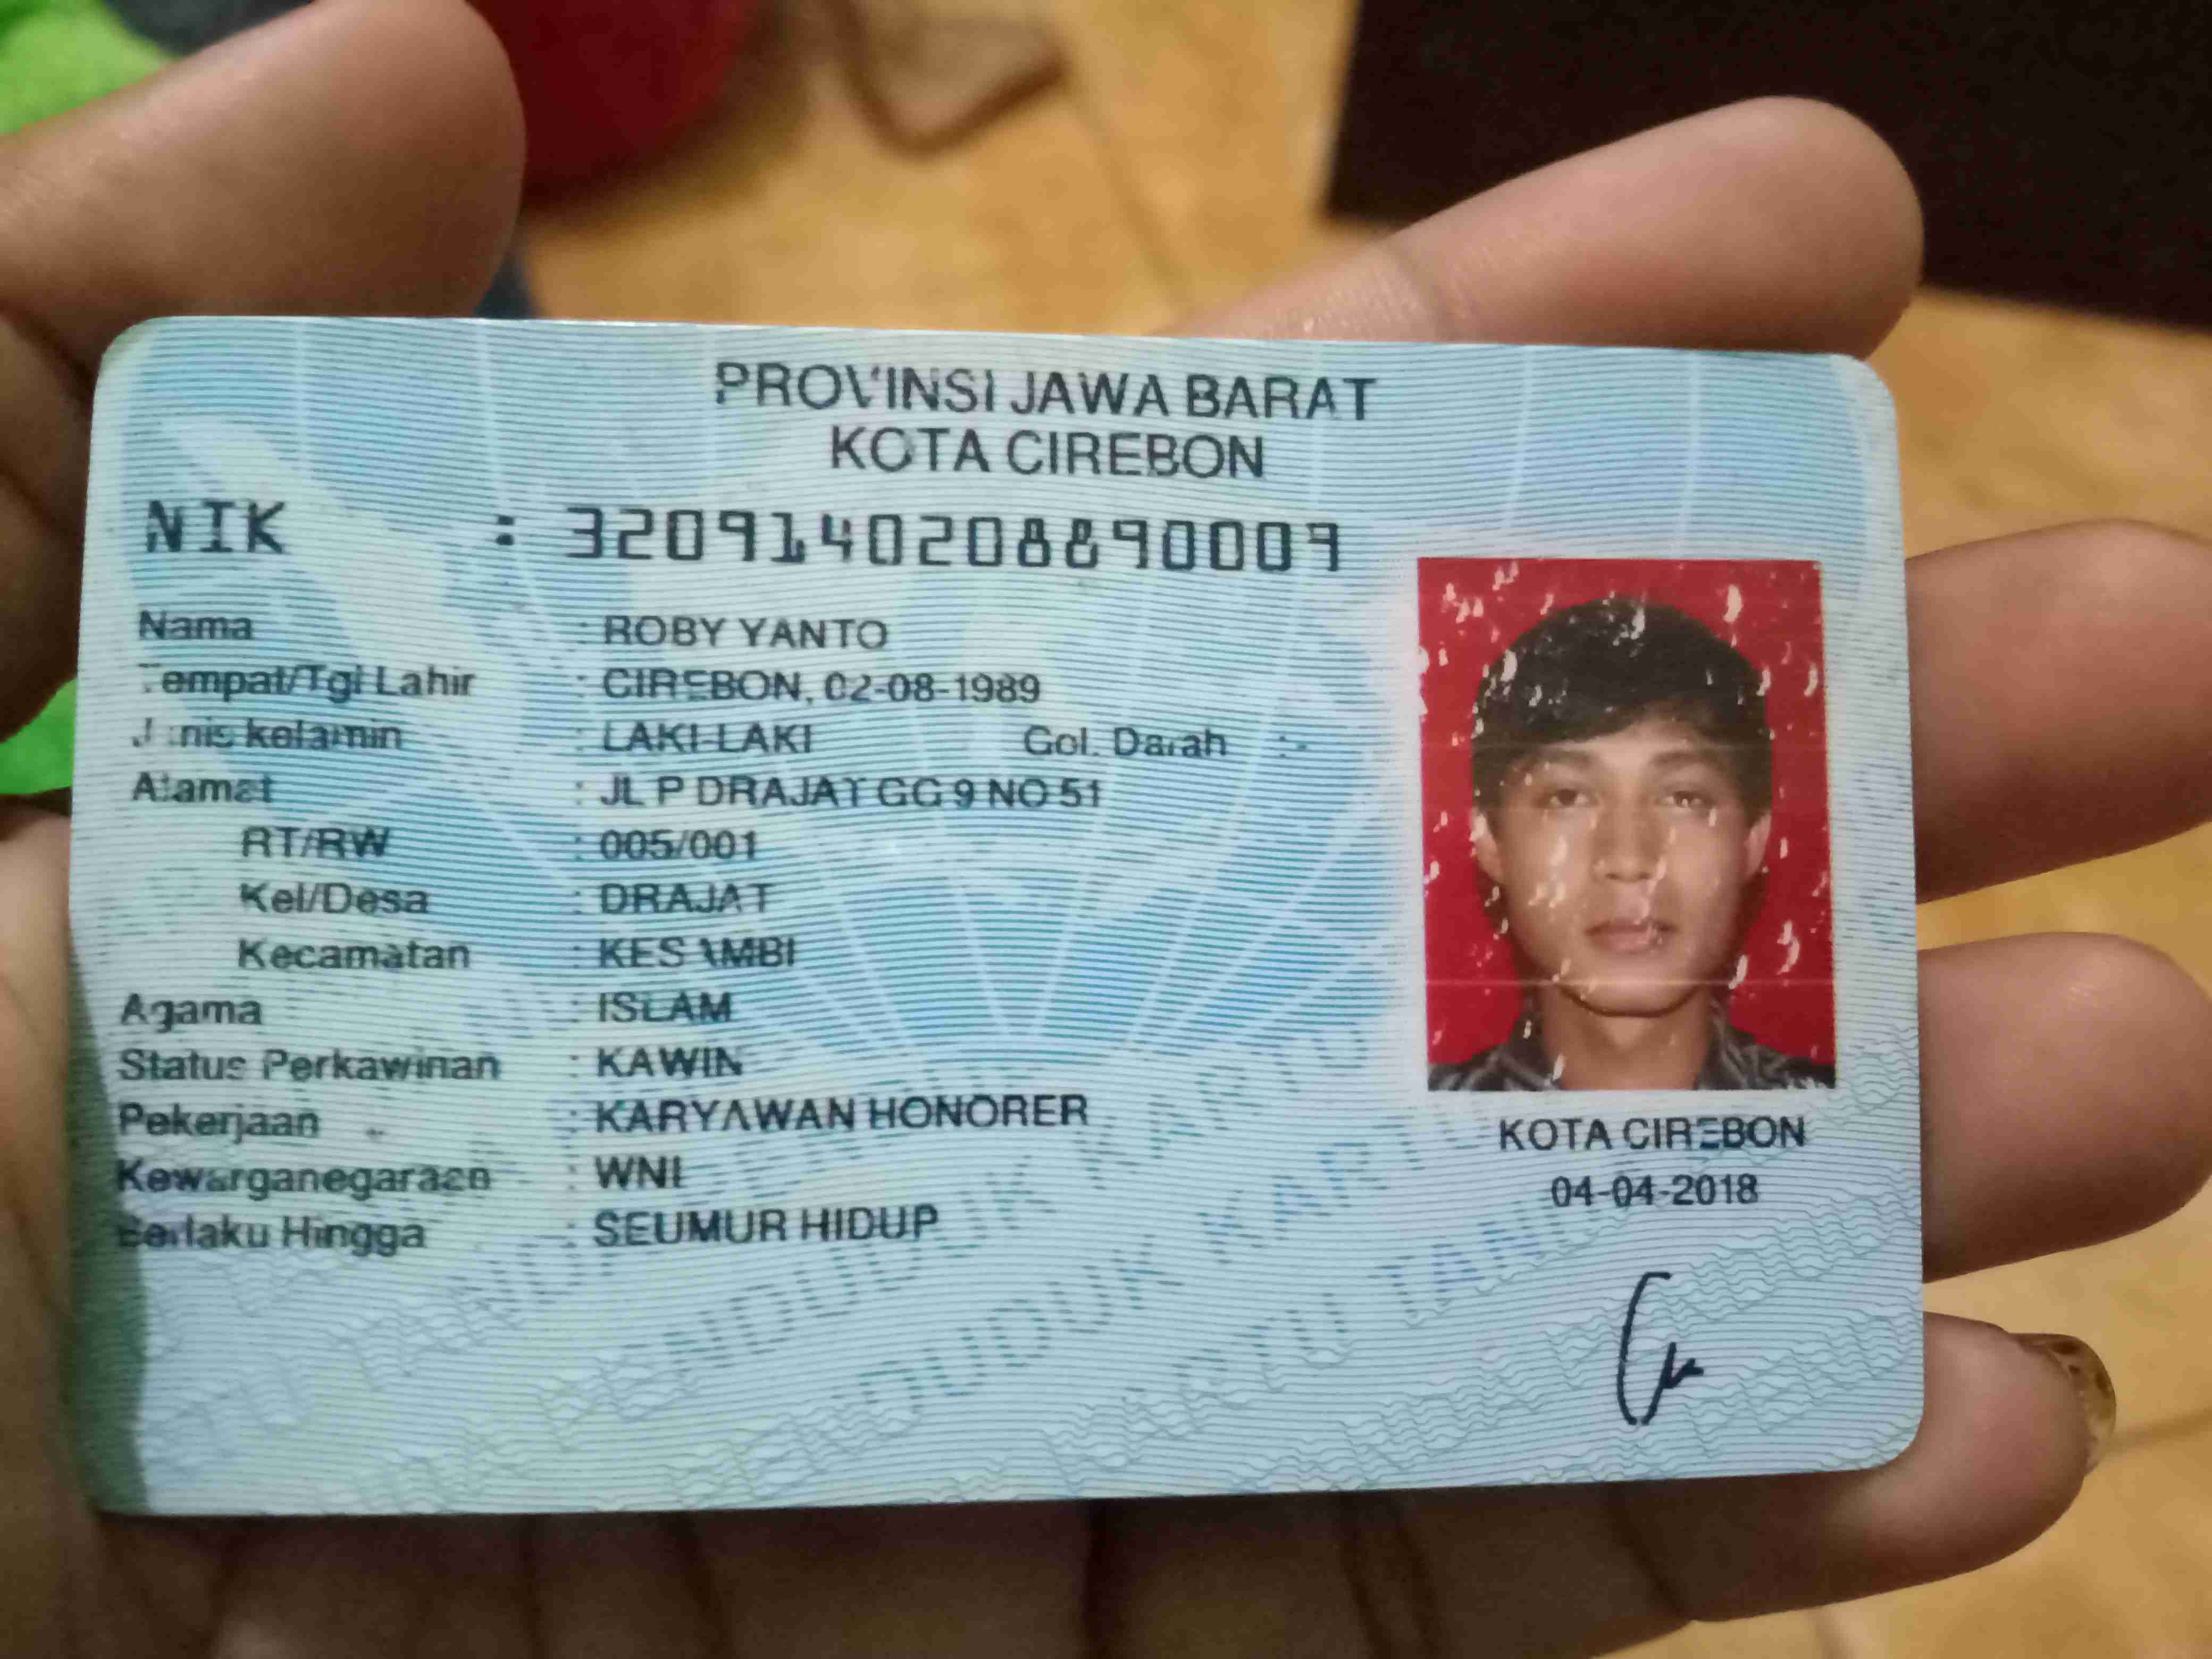 PROVINSI JAWA BARAT
KOTA CIREBON
NIK : 3209140208890009
Nama : ROBY YANTO
Tempat/Tgl Lahir : CIREBON, 02-08-1989
Jenis kelamin : LAKI-LAKI Gol. Darah : -
Alamat : JL P DRAJAT GG 9 NO 51
RT/RW : 005/001
Kel/Desa : DRAJAT
Kecamatan : KESAMBI
Agama : ISLAM
Status Perkawinan : KAWIN
Pekerjaan : KARYAWAN HONORER
Kewarganegaraan : WNI
Berlaku Hingga : SEUMUR HIDUP
KOTA CIREBON
04-04-2018